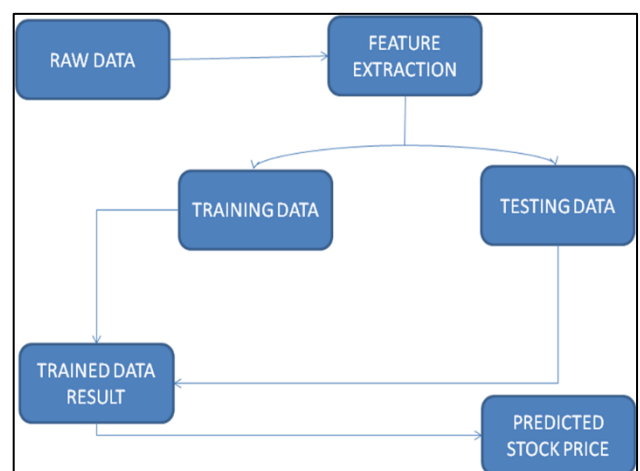 RAW DATA
FEATURE
EXTRACTION
TRAINING DATA
TESTING DATA
TRAINED DATA
RESULT
PREDICTED
STOCK PRICE